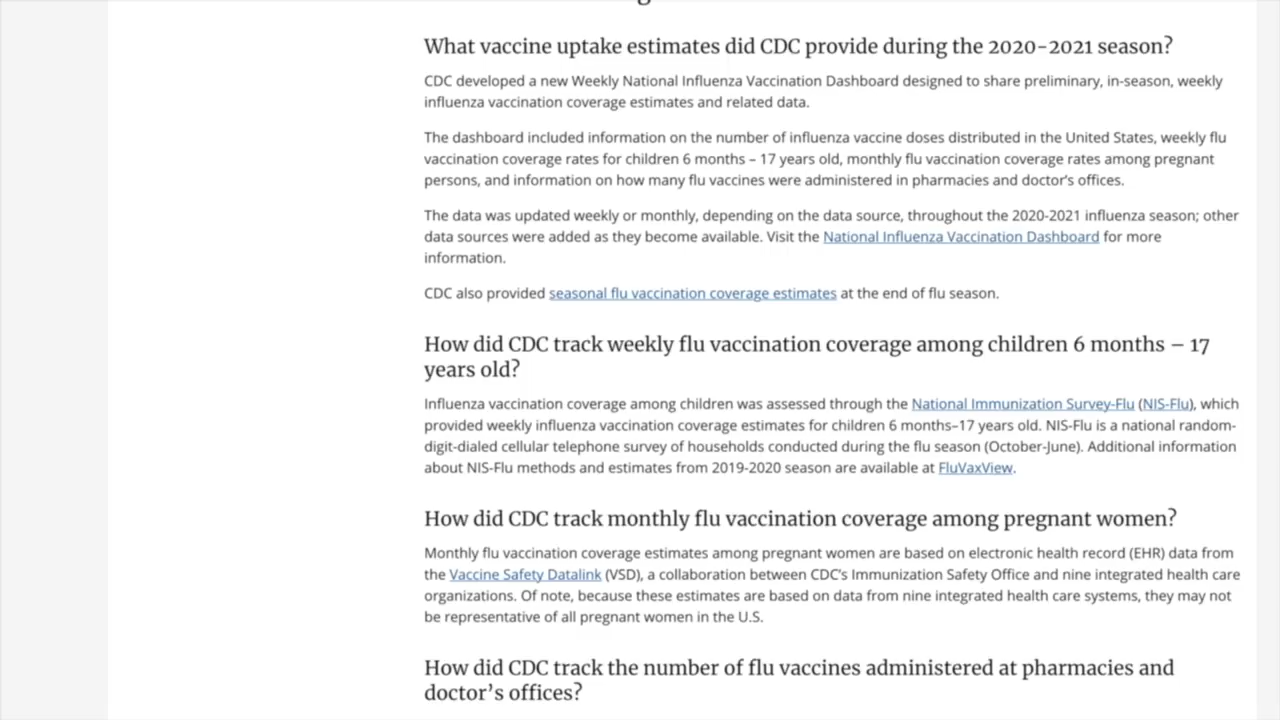 What vaccine uptake estimates did CDC provide during the 2020-2021 season?
CDC developed a new Weekly National Influenza Vaccination Dashboard designed to share preliminary, in-season, weekly
influenza vaccination coverage estimates and related data.
The dashboard included information on the number of influenza vaccine doses distributed in the United States, weekly flu
vaccination coverage rates for children 6 months – 17 years old, monthly flu vaccination coverage rates among pregnant
persons, and information on how many flu vaccines were administered in pharmacies and doctor’s offices.
The data was updated weekly or monthly, depending on the data source, throughout the 2020-2021 influenza season; other
data sources were added as they become available. Visit the National Influenza Vaccination Dashboard for more
information.
CDC also provided seasonal flu vaccination coverage estimates at the end of flu season.
How did CDC track weekly flu vaccination coverage among children 6 months – 17
years old?
Influenza vaccination coverage among children was assessed through the National Immunization Survey-Flu (NIS-Flu), which
provided weekly influenza vaccination coverage estimates for children 6 months–17 years old. NIS-Flu is a national random-
digit-dialed cellular telephone survey of households conducted during the flu season (October-June). Additional information
about NIS-Flu methods and estimates from 2019-2020 season are available at FluVaxView.
How did CDC track monthly flu vaccination coverage among pregnant women?
Monthly flu vaccination coverage estimates among pregnant women are based on electronic health record (EHR) data from
the Vaccine Safety Datalink (VSD), a collaboration between CDC’s Immunization Safety Office and nine integrated health care
organizations. Of note, because these estimates are based on data from nine integrated health care systems, they may not
be representative of all pregnant women in the U.S.
How did CDC track the number of flu vaccines administered at pharmacies and
doctor’s offices?